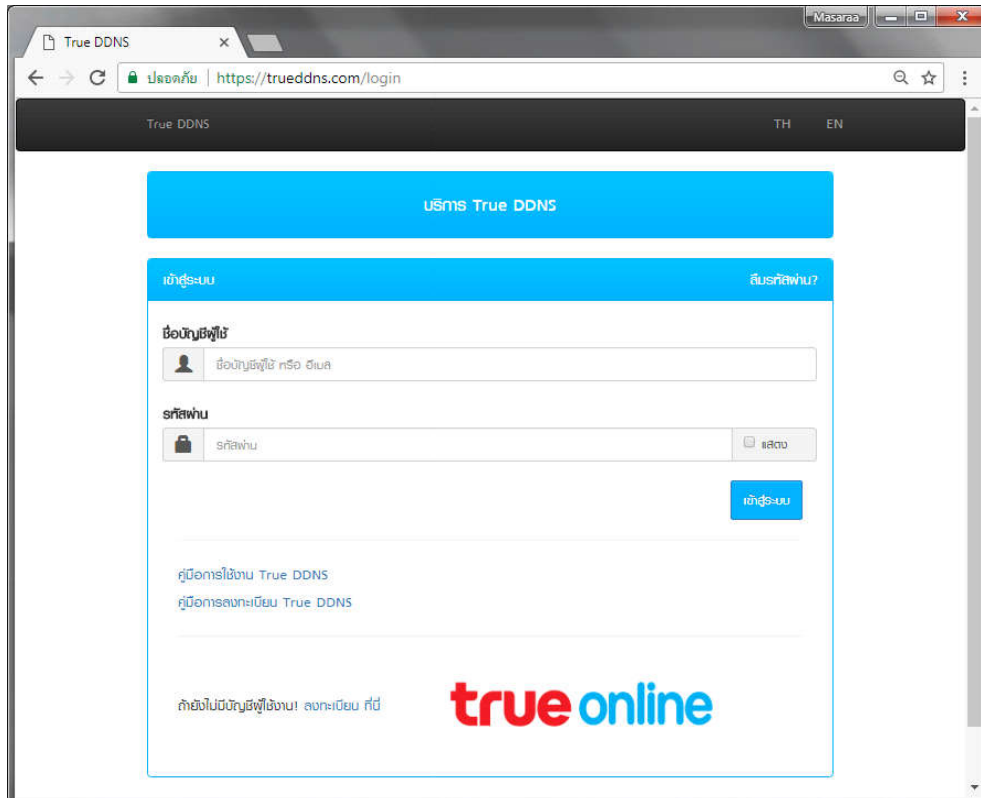 Masaraa
True DDNS
ปลอดภัย | https://trueddns.com/login
True DDNS TH EN
บริการ True DDNS
เข้าสู่ระบบ ลืมรหัสผ่าน?
ชื่อบัญชีผู้ใช้
ชื่อบัญชีผู้ใช้ หรือ อีเมล
รหัสผ่าน
รหัสผ่าน แสดง
เข้าสู่ระบบ
คู่มือการใช้งาน True DDNS
คู่มือการลงทะเบียน True DDNS
ถ้ายังไม่มีบัญชีผู้ใช้งาน! ลงทะเบียน ที่นี่
true online